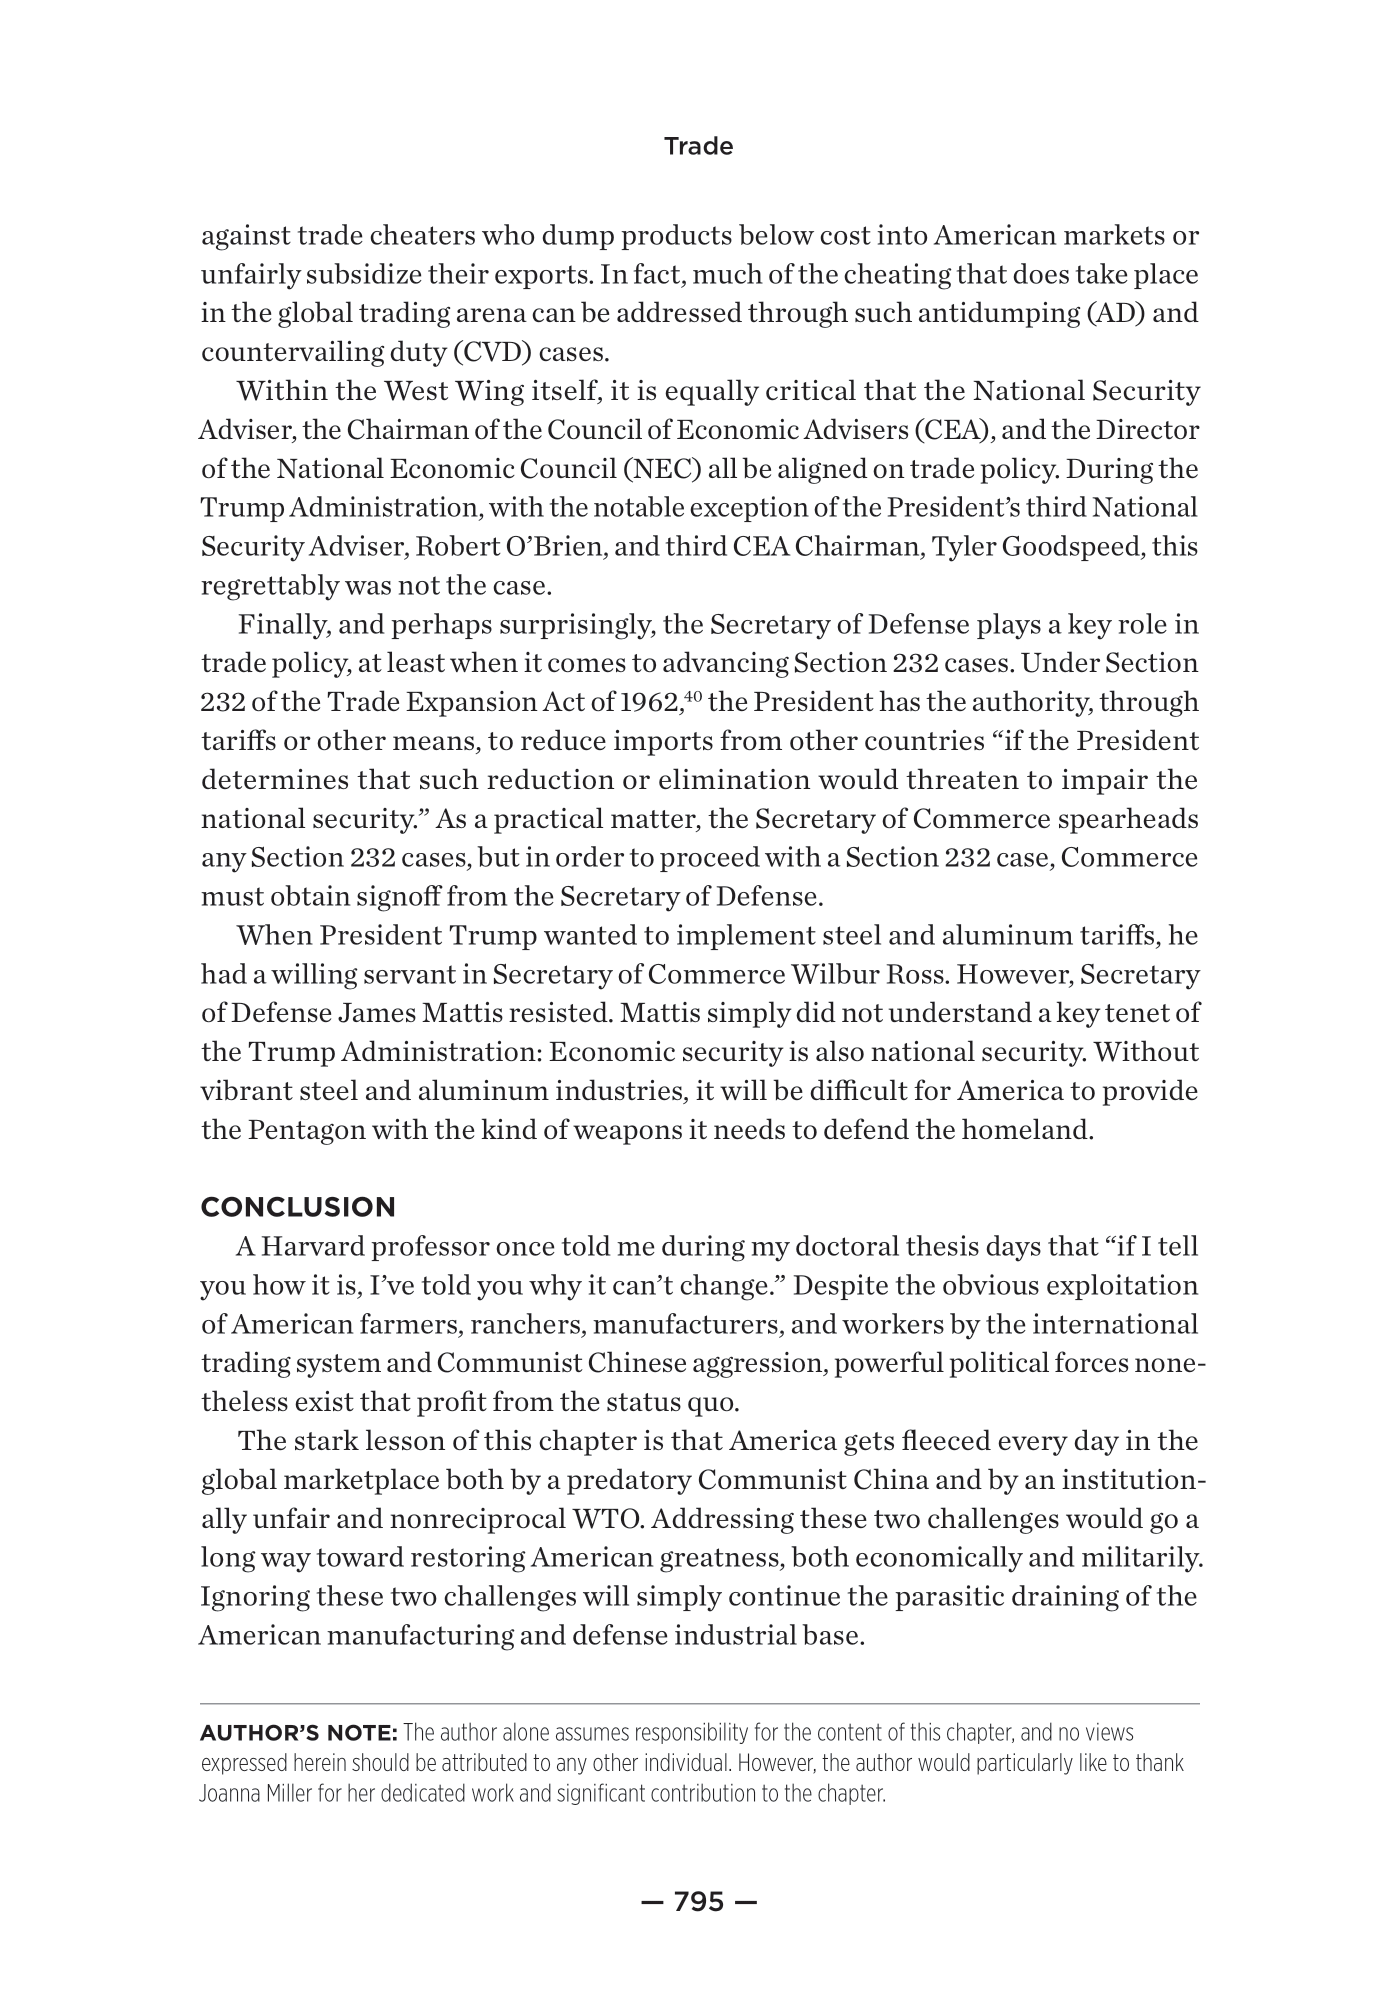 Trade
against trade cheaters who dump products below cost into American markets or
unfairly subsidize their exports. In fact, much of the cheating that does take place
in the global trading arena can be addressed through such antidumping (AD) and
countervailing duty (CVD) cases.
Within the West Wing itself, it is equally critical that the National Security
Adviser, the Chairman of the Council of Economic Advisers (CEA), and the Director
of the National Economic Council (NEC) all be aligned on trade policy. During the
Trump Administration, with the notable exception of the President’s third National
Security Adviser, Robert O’Brien, and third CEA Chairman, Tyler Goodspeed, this
regrettably was not the case.
Finally, and perhaps surprisingly, the Secretary of Defense plays a key role in
trade policy, at least when it comes to advancing Section 232 cases. Under Section
232 of the Trade Expansion Act of 1962,⁴⁰ the President has the authority, through
tariffs or other means, to reduce imports from other countries “if the President
determines that such reduction or elimination would threaten to impair the
national security.” As a practical matter, the Secretary of Commerce spearheads
any Section 232 cases, but in order to proceed with a Section 232 case, Commerce
must obtain signoff from the Secretary of Defense.
When President Trump wanted to implement steel and aluminum tariffs, he
had a willing servant in Secretary of Commerce Wilbur Ross. However, Secretary
of Defense James Mattis resisted. Mattis simply did not understand a key tenet of
the Trump Administration: Economic security is also national security. Without
vibrant steel and aluminum industries, it will be difficult for America to provide
the Pentagon with the kind of weapons it needs to defend the homeland.
CONCLUSION
A Harvard professor once told me during my doctoral thesis days that “if I tell
you how it is, I’ve told you why it can’t change.” Despite the obvious exploitation
of American farmers, ranchers, manufacturers, and workers by the international
trading system and Communist Chinese aggression, powerful political forces none-
theless exist that profit from the status quo.
The stark lesson of this chapter is that America gets fleeced every day in the
global marketplace both by a predatory Communist China and by an institution-
ally unfair and nonreciprocal WTO. Addressing these two challenges would go a
long way toward restoring American greatness, both economically and militarily.
Ignoring these two challenges will simply continue the parasitic draining of the
American manufacturing and defense industrial base.
AUTHOR’S NOTE: The author alone assumes responsibility for the content of this chapter, and no views
expressed herein should be attributed to any other individual. However, the author would particularly like to thank
Joanna Miller for her dedicated work and significant contribution to the chapter.
— 795 —